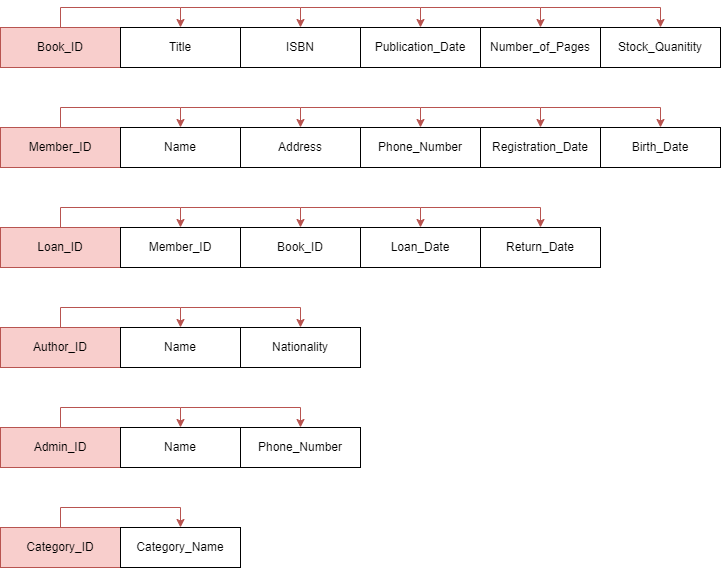 Book_ID Title ISBN Publication_Date Number_of_Pages Stock_Quanitity
Member_ID Name Address Phone_Number Registration_Date Birth_Date
Loan_ID Member_ID Book_ID Loan_Date Return_Date
Author_ID Name Nationality
Admin_ID Name Phone_Number
Category_ID Category_Name